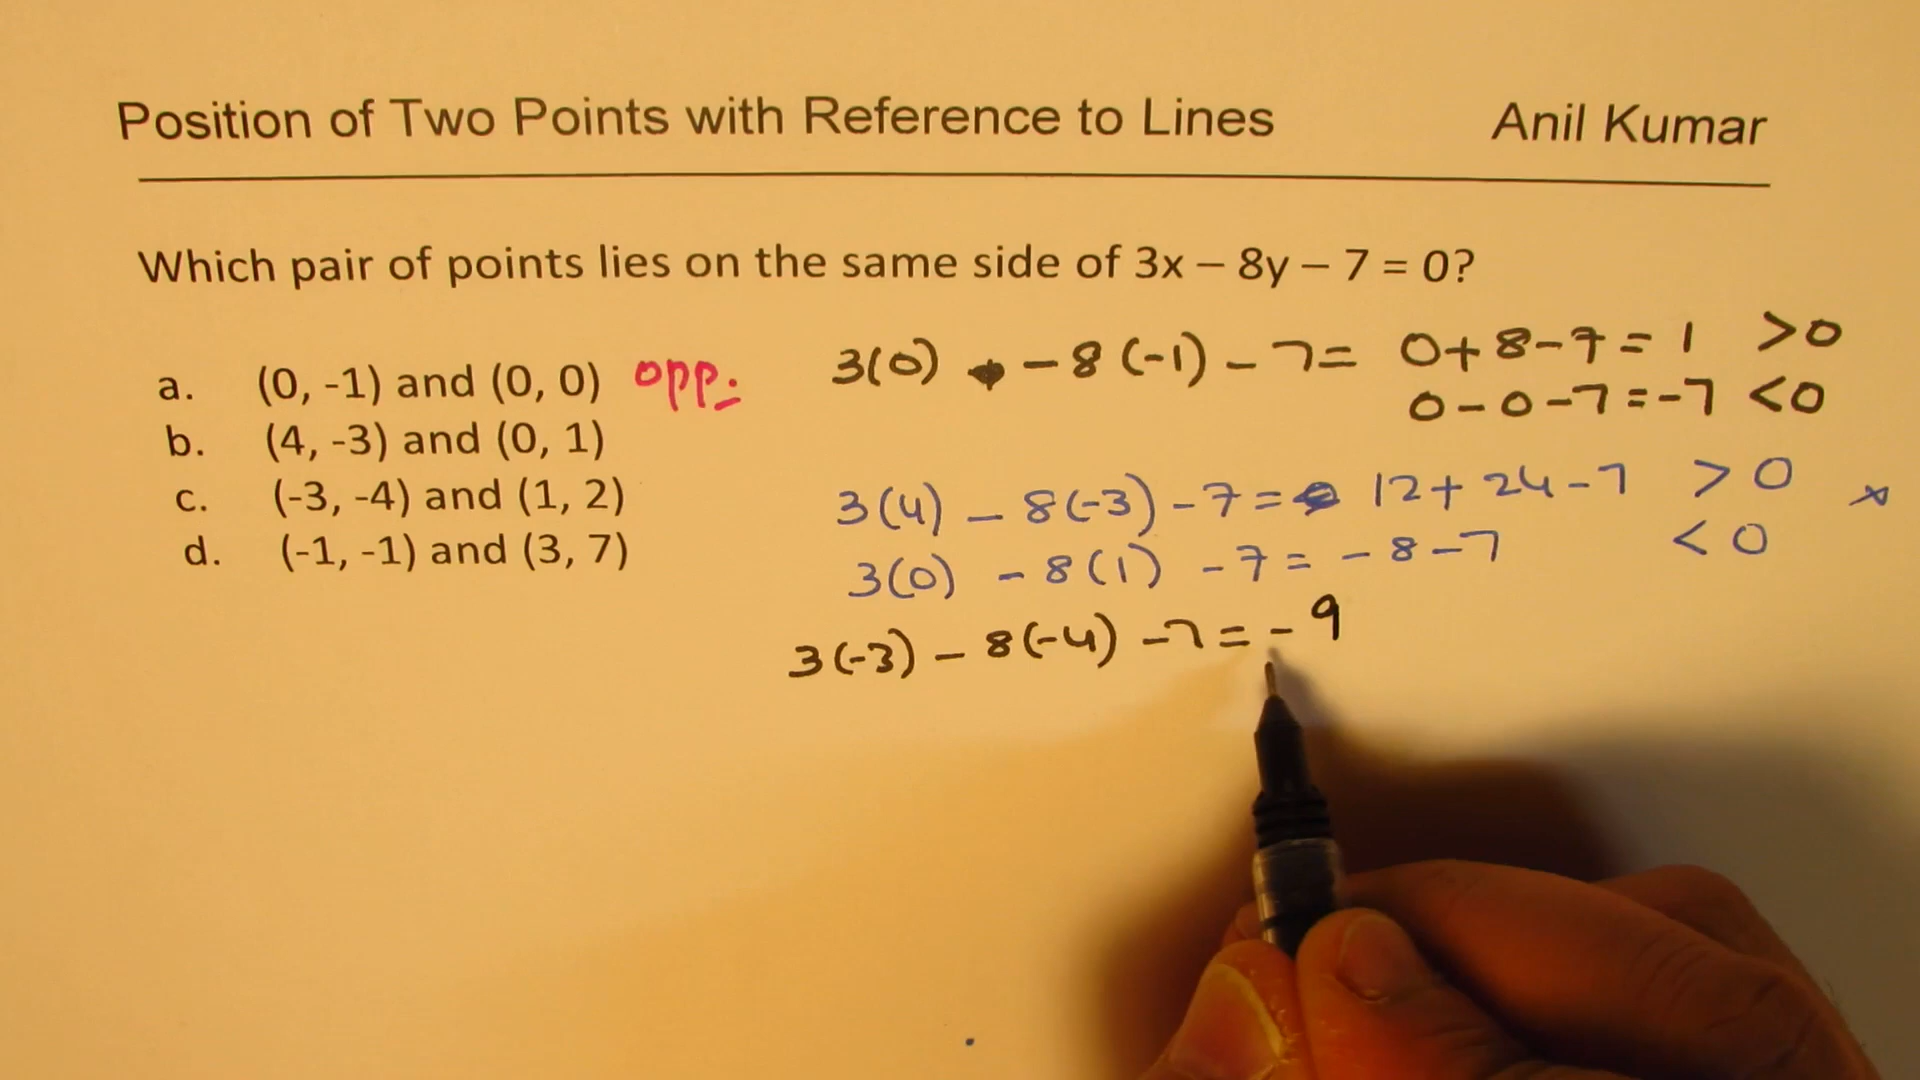 Position of Two Points with Reference to Lines Anil Kumar
Which pair of points lies on the same side of 3x – 8y – 7 = 0?
a. (0, -1) and (0, 0) opp.
b. (4, -3) and (0, 1)
c. (-3, -4) and (1, 2)
d. (-1, -1) and (3, 7)
3(0) - 8(-1) - 7 = 0+8-7 = 1 >0
0-0-7 = -7 <0
3(4) - 8(-3) - 7 = 12+24-7 >0 x
3(0) - 8(1) - 7 = -8-7 <0
3(-3) - 8(-4) - 7 = -9